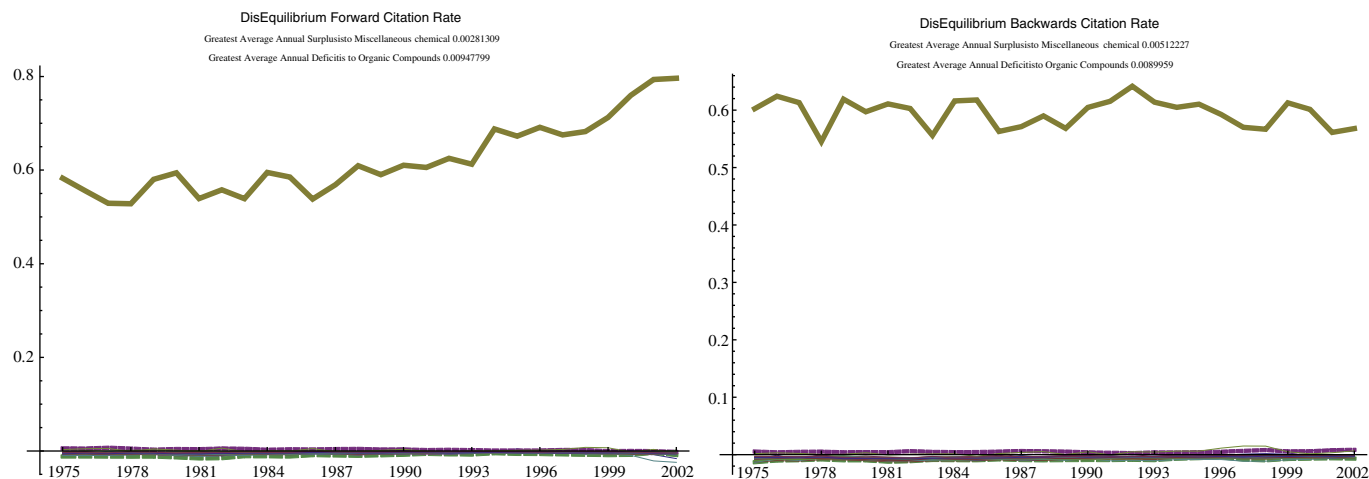 DisEquilibrium Forward Citation Rate
Greatest Average Annual Surplusisto Miscellaneous chemical 0.00281309
Greatest Average Annual Deficitis to Organic Compounds 0.00947799
0.8
0.6
0.4
0.2
1975 1978 1981 1984 1987 1990 1993 1996 1999 2002
DisEquilibrium Backwards Citation Rate
Greatest Average Annual Surplusisto Miscellaneous chemical 0.00512227
Greatest Average Annual Deficitisto Organic Compounds 0.0089959
0.6
0.5
0.4
0.3
0.2
0.1
1975 1978 1981 1984 1987 1990 1993 1996 1999 2002